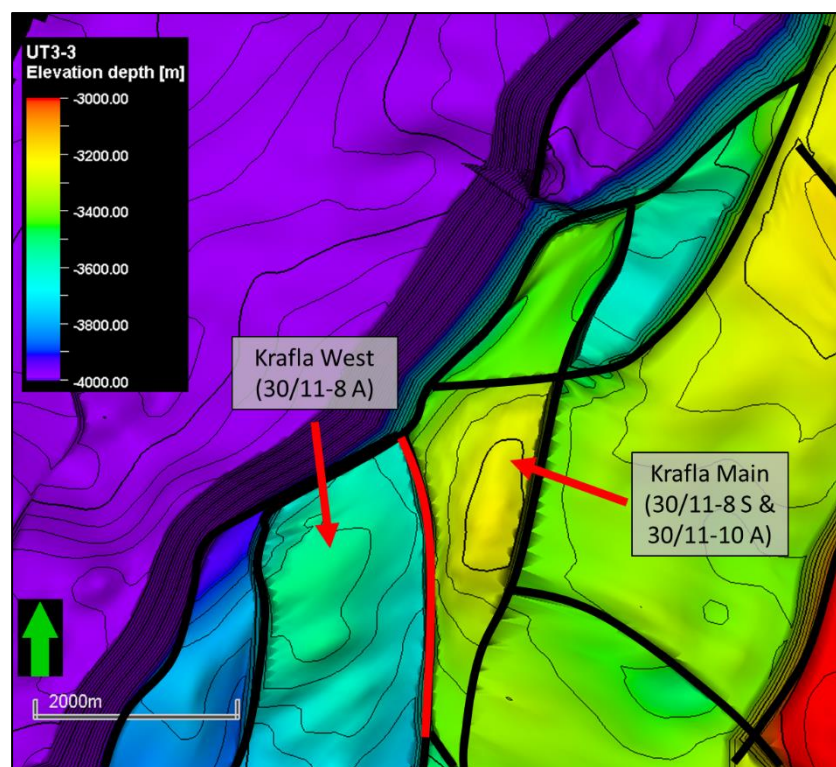 UT3-3
Elevation depth [m]
-3000.00
-3200.00
-3400.00
-3600.00
-3800.00
-4000.00
Krafla West
(30/11-8 A)
Krafla Main
(30/11-8 S &
30/11-10 A)
2000m